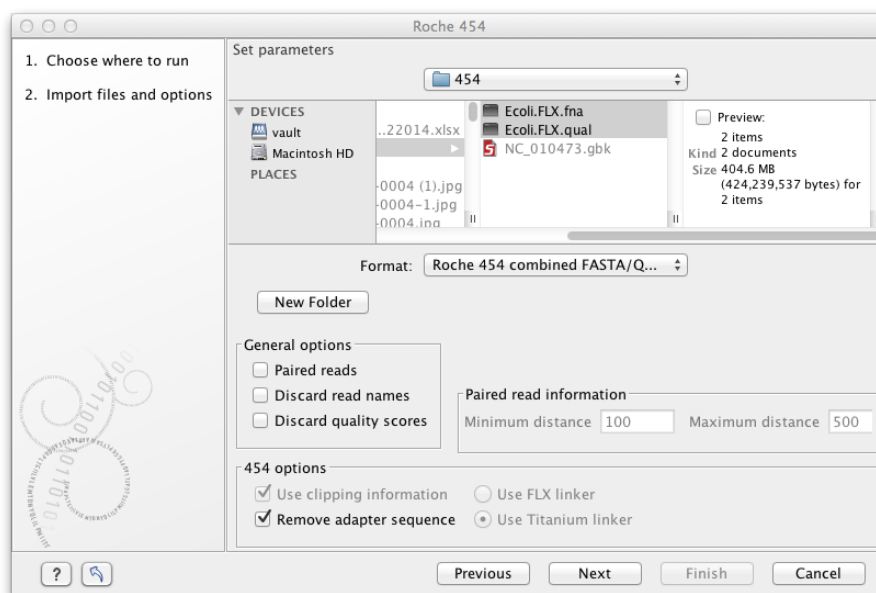 Roche 454
1. Choose where to run
2. Import files and options
Set parameters
454
DEVICES
vault
Macintosh HD
PLACES
..22014.xlsx
-0004 (1).jpg
-0004-1.jpg
-0004.jpg
Ecoli.FLX.fna
Ecoli.FLX.qual
NC_010473.gbk
Preview:
2 items
Kind 2 documents
Size 404.6 MB
(424,239,537 bytes) for
2 items
Format: Roche 454 combined FASTA/Q...
New Folder
General options
Paired reads
Discard read names
Discard quality scores
Paired read information
Minimum distance 100 Maximum distance 500
454 options
Use clipping information Use FLX linker
Remove adapter sequence Use Titanium linker
? Previous Next Finish Cancel